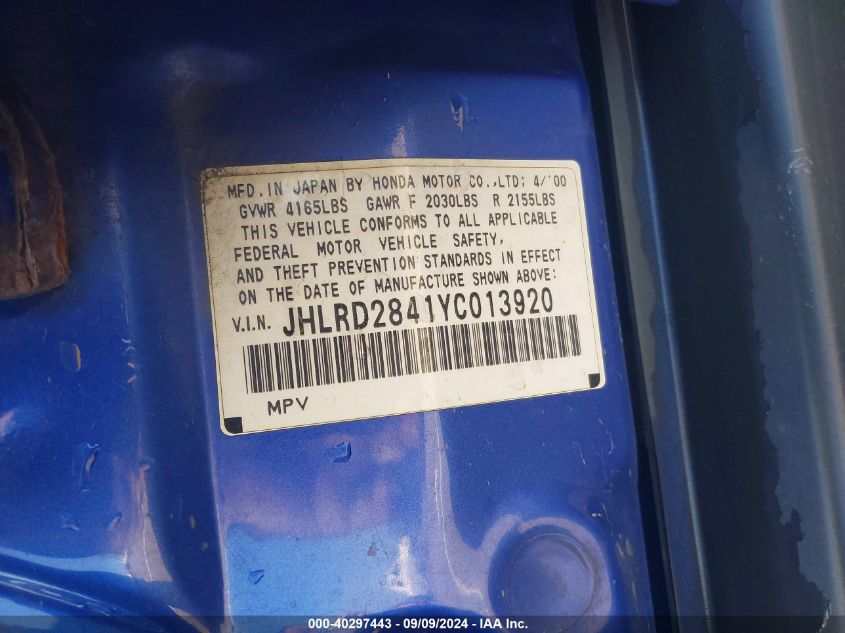 MFD. IN JAPAN BY HONDA MOTOR CO.,LTD; 4/'00
GVWR 4165LBS GAWR F 2030LBS R 2155LBS
THIS VEHICLE CONFORMS TO ALL APPLICABLE
FEDERAL MOTOR VEHICLE SAFETY,
AND THEFT PREVENTION STANDARDS IN EFFECT
ON THE DATE OF MANUFACTURE SHOWN ABOVE:
V.I.N. JHLRD2841YC013920
MPV
000-40297443 - 09/09/2024 - IAA Inc.